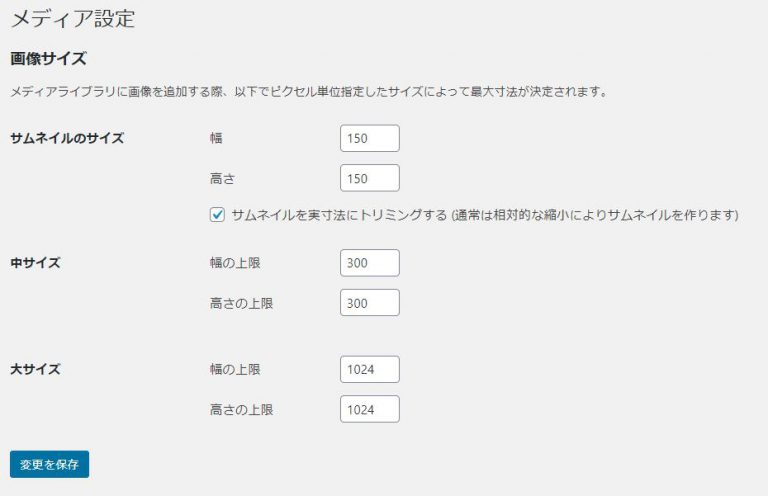 メディア設定
画像サイズ
メディアライブラリに画像を追加する際、以下でピクセル単位指定したサイズによって最大寸法が決定されます。
サムネイルのサイズ 幅 150
高さ 150
サムネイルを実寸法にトリミングする (通常は相対的な縮小によりサムネイルを作ります)
中サイズ 幅の上限 300
高さの上限 300
大サイズ 幅の上限 1024
高さの上限 1024
変更を保存